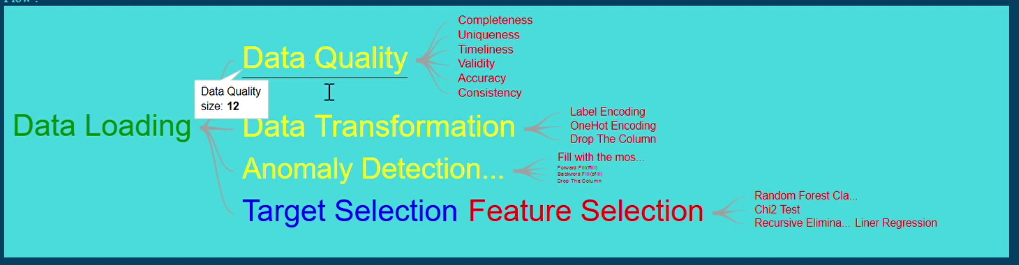 Flow :
Data Quality
Completeness
Uniqueness
Timeliness
Validity
Accuracy
Consistency
Data Quality
size: 12
Data Loading
Data Transformation
Label Encoding
OneHot Encoding
Drop The Column
Anomaly Detection...
Fill with the mos...
Forward Fill(ffill)
Backword Fill(bfill)
Drop The Column
Target Selection Feature Selection
Random Forest Cla...
Chi2 Test
Recursive Elimina... Liner Regression